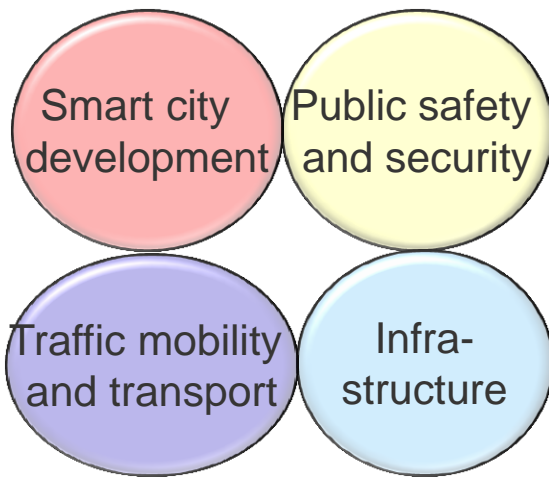 Smart city
development
Public safety
and security
Traffic mobility
and transport
Infra-
structure